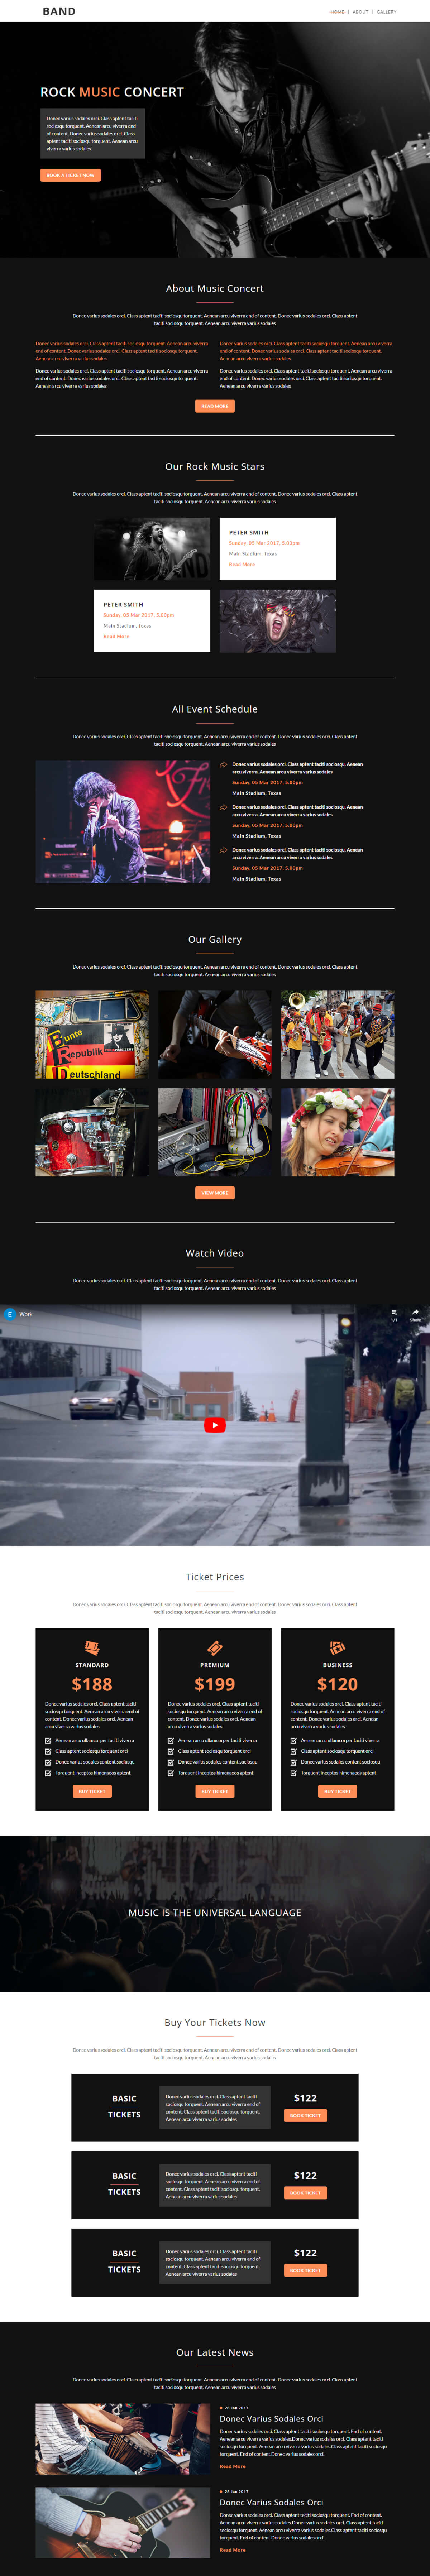 BAND
HOME | ABOUT | GALLERY
ROCK MUSIC CONCERT
Donec varius sodales orci. Class aptent taciti
sociosqu torquent. Aenean arcu viverra end
of content. Donec varius sodales orci. Class
aptent taciti sociosqu torquent. Aenean arcu
viverra varius sodales
BOOK A TICKET NOW!
About Music Concert
Donec varius sodales orci. Class aptent taciti sociosqu torquent. Aenean arcu viverra end of content. Donec varius sodales orci. Class aptent
taciti sociosqu torquent. Aenean arcu viverra varius sodales
Donec varius sodales orci. Class aptent taciti sociosqu torquent. Aenean arcu viverra
end of content. Donec varius sodales orci. Class aptent taciti sociosqu torquent.
Aenean arcu viverra varius sodales
Donec varius sodales orci. Class aptent taciti sociosqu torquent. Aenean arcu viverra
end of content. Donec varius sodales orci. Class aptent taciti sociosqu torquent.
Aenean arcu viverra varius sodales
Donec varius sodales orci. Class aptent taciti sociosqu torquent. Aenean arcu viverra
end of content. Donec varius sodales orci. Class aptent taciti sociosqu torquent.
Aenean arcu viverra varius sodales
Donec varius sodales orci. Class aptent taciti sociosqu torquent. Aenean arcu viverra
end of content. Donec varius sodales orci. Class aptent taciti sociosqu torquent.
Aenean arcu viverra varius sodales
READ MORE
Our Rock Music Stars
Donec varius sodales orci. Class aptent taciti sociosqu torquent. Aenean arcu viverra end of content. Donec varius sodales orci. Class aptent
taciti sociosqu torquent. Aenean arcu viverra varius sodales
PETER SMITH
Sunday, 05 Mar 2017, 5.00pm
Main Stadium, Texas
Read More
PETER SMITH
Sunday, 05 Mar 2017, 5.00pm
Main Stadium, Texas
Read More
All Event Schedule
Donec varius sodales orci. Class aptent taciti sociosqu torquent. Aenean arcu viverra end of content. Donec varius sodales orci. Class aptent
taciti sociosqu torquent. Aenean arcu viverra varius sodales
Donec varius sodales orci. Class aptent taciti sociosqu. Aenean
arcu viverra. Aenean arcu viverra varius sodales
Sunday, 05 Mar 2017, 5.00pm
Main Stadium, Texas
Donec varius sodales orci. Class aptent taciti sociosqu. Aenean
arcu viverra. Aenean arcu viverra varius sodales
Sunday, 05 Mar 2017, 5.00pm
Main Stadium, Texas
Donec varius sodales orci. Class aptent taciti sociosqu. Aenean
arcu viverra. Aenean arcu viverra varius sodales
Sunday, 05 Mar 2017, 5.00pm
Main Stadium, Texas
Our Gallery
Donec varius sodales orci. Class aptent taciti sociosqu torquent. Aenean arcu viverra end of content. Donec varius sodales orci. Class aptent
taciti sociosqu torquent. Aenean arcu viverra varius sodales
Bunte
Republik
Deutschland
VIEW MORE
Watch Video
Donec varius sodales orci. Class aptent taciti sociosqu torquent. Aenean arcu viverra end of content. Donec varius sodales orci. Class aptent
taciti sociosqu torquent. Aenean arcu viverra varius sodales
E Work
1/1 Share
Ticket Prices
Donec varius sodales orci. Class aptent taciti sociosqu torquent. Aenean arcu viverra end of content. Donec varius sodales orci. Class aptent
taciti sociosqu torquent. Aenean arcu viverra varius sodales
STANDARD
$188
Donec varius sodales orci. Class aptent taciti
sociosqu torquent. Aenean arcu viverra end of
content. Donec varius sodales orci. Aenean
arcu viverra varius sodales
Aenean arcu ullamcorper taciti viverra
Class aptent sociosqu torquent orci
Donec varius sodales content sociosqu
Torquent inceptos himenaeos aptent
BUY TICKET
PREMIUM
$199
Donec varius sodales orci. Class aptent taciti
sociosqu torquent. Aenean arcu viverra end of
content. Donec varius sodales orci. Aenean
arcu viverra varius sodales
Aenean arcu ullamcorper taciti viverra
Class aptent sociosqu torquent orci
Donec varius sodales content sociosqu
Torquent inceptos himenaeos aptent
BUY TICKET
BUSINESS
$120
Donec varius sodales orci. Class aptent taciti
sociosqu torquent. Aenean arcu viverra end of
content. Donec varius sodales orci. Aenean
arcu viverra varius sodales
Aenean arcu ullamcorper taciti viverra
Class aptent sociosqu torquent orci
Donec varius sodales content sociosqu
Torquent inceptos himenaeos aptent
BUY TICKET
MUSIC IS THE UNIVERSAL LANGUAGE
Buy Your Tickets Now
Donec varius sodales orci. Class aptent taciti sociosqu torquent. Aenean arcu viverra end of content. Donec varius sodales orci. Class aptent
taciti sociosqu torquent. Aenean arcu viverra varius sodales
BASIC
TICKETS
Donec varius sodales orci. Class aptent taciti
sociosqu torquent. Aenean arcu viverra end of
content. Class aptent taciti sociosqu torquent.
Aenean arcu viverra varius sodales
$122
BOOK TICKET
BASIC
TICKETS
Donec varius sodales orci. Class aptent taciti
sociosqu torquent. Aenean arcu viverra end of
content. Class aptent taciti sociosqu torquent.
Aenean arcu viverra varius sodales
$122
BOOK TICKET
BASIC
TICKETS
Donec varius sodales orci. Class aptent taciti
sociosqu torquent. Aenean arcu viverra end of
content. Class aptent taciti sociosqu torquent.
Aenean arcu viverra varius sodales
$122
BOOK TICKET
Our Latest News
Donec varius sodales orci. Class aptent taciti sociosqu torquent. Aenean arcu viverra end of content. Donec varius sodales orci. Class aptent
taciti sociosqu torquent. Aenean arcu viverra varius sodales
28 Jan 2017
Donec Varius Sodales Orci
Donec varius sodales orci. Class aptent taciti sociosqu torquent. End of content.
Aenean arcu viverra varius sodales.Donec varius sodales orci. Class aptent taciti
sociosqu torquent. Aenean arcu viverra varius sodales.Class aptent taciti sociosqu
torquent. End of content.Donec varius sodales orci.
Read More
28 Jan 2017
Donec Varius Sodales Orci
Donec varius sodales orci. Class aptent taciti sociosqu torquent. End of content.
Aenean arcu viverra varius sodales.Donec varius sodales orci. Class aptent taciti
sociosqu torquent. Aenean arcu viverra varius sodales.Class aptent taciti sociosqu
torquent. End of content.Donec varius sodales orci.
Read More